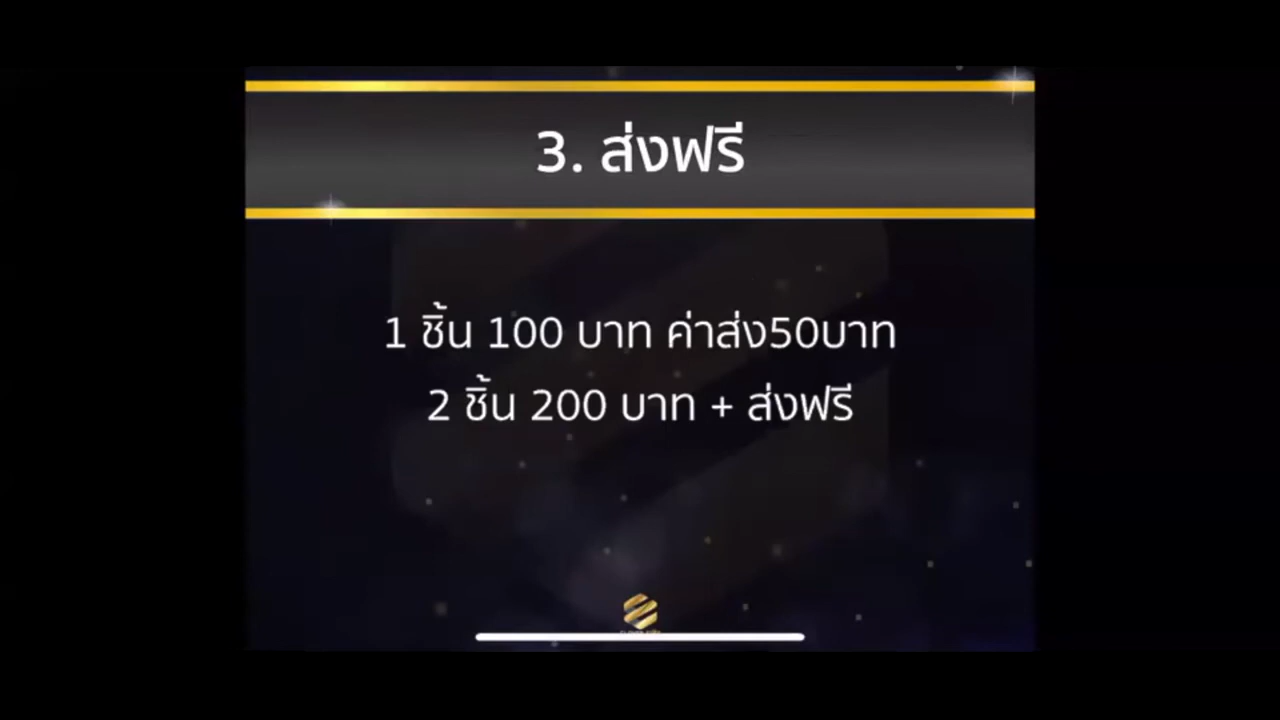 3. ส่งฟรี
1 ชิ้น 100 บาท ค่าส่ง50บาท
2 ชิ้น 200 บาท + ส่งฟรี